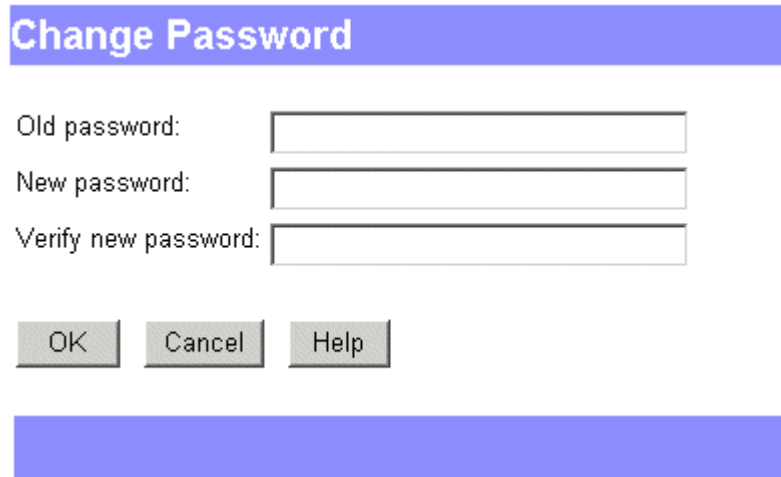 Change Password
Old password:
New password:
Verify new password:
OK Cancel Help